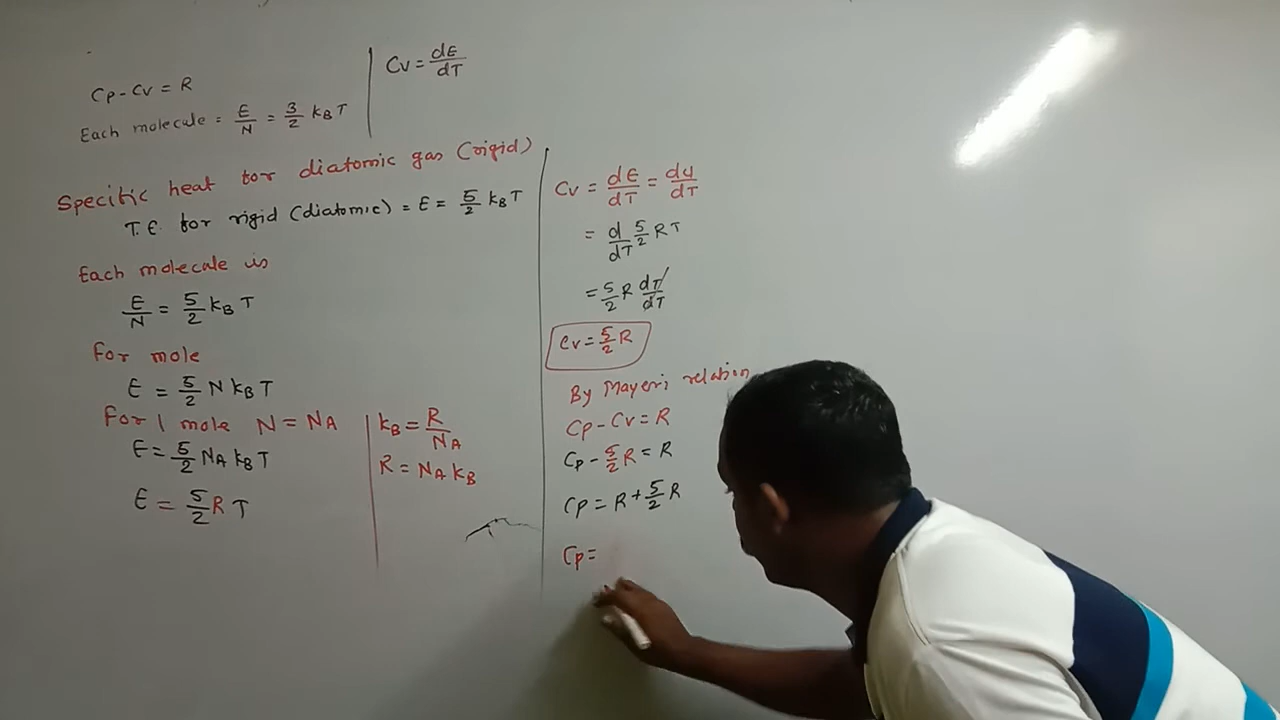 Cp - Cv = R
Each molecule = E/N = 3/2 kB T
Cv = dE/dT
Specific heat for diatomic gas (rigid)
T.E. for rigid (diatomic) = E = 5/2 kB T
Each molecule is
E/N = 5/2 kB T
For mole
E = 5/2 N kB T
For 1 mole N = NA
E = 5/2 NA kB T
E = 5/2 R T
kB = R/NA
R = NA kB
Cv = dE/dT = du/dT
= d/dT 5/2 RT
= 5/2 R dT/dT
Cv = 5/2 R
By Mayer's relation
Cp - Cv = R
Cp - 5/2 R = R
Cp = R + 5/2 R
Cp =